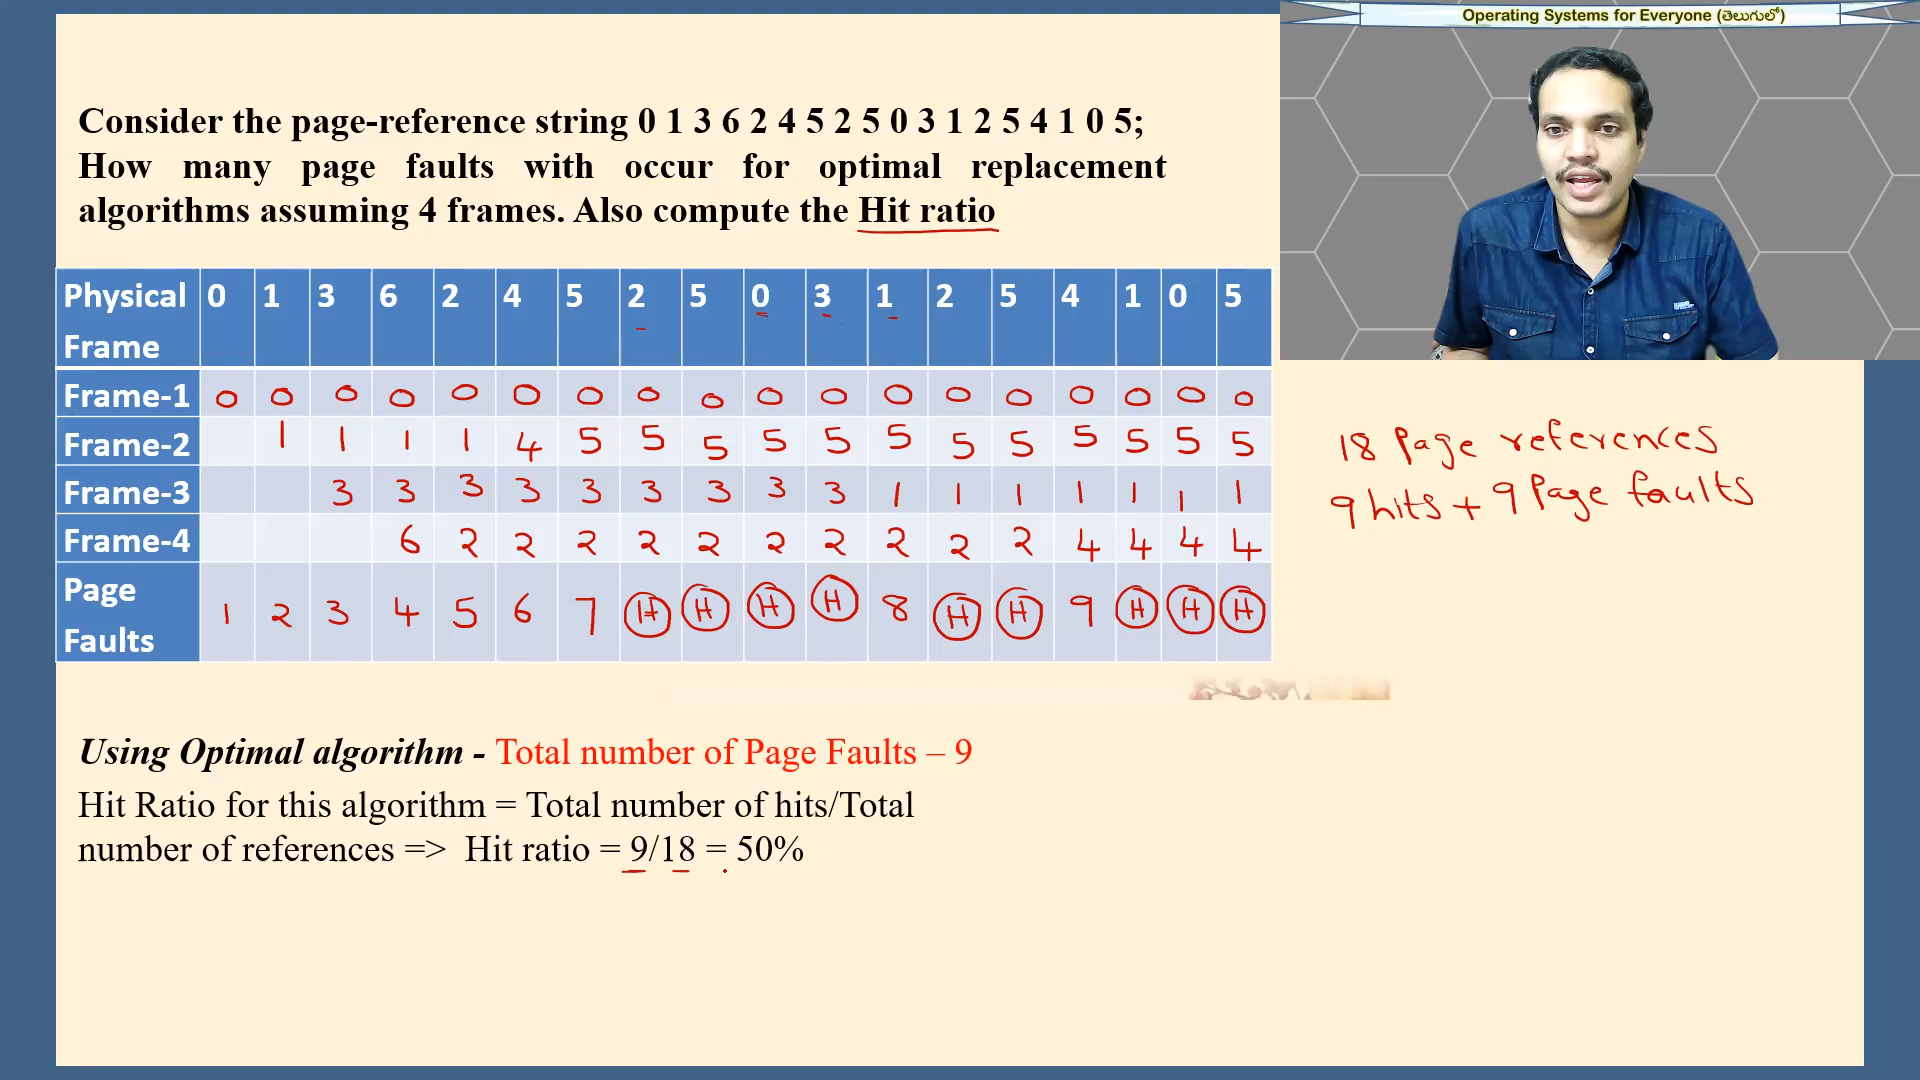 Operating Systems for Everyone (తెలుగులో)
Consider the page-reference string 0 1 3 6 2 4 5 2 5 0 3 1 2 5 4 1 0 5;
How many page faults with occur for optimal replacement
algorithms assuming 4 frames. Also compute the Hit ratio
Physical Frame 0 1 3 6 2 4 5 2 5 0 3 1 2 5 4 1 0 5
Frame-1 0 0 0 0 0 0 0 0 0 0 0 0 0 0 0 0 0 0
Frame-2 1 1 1 1 4 5 5 5 5 5 5 5 5 5 5 5 5
Frame-3 3 3 3 3 3 3 3 3 3 1 1 1 1 1 1 1
Frame-4 6 2 2 2 2 2 2 2 2 2 2 4 4 4 4
Page Faults 1 2 3 4 5 6 7 H H H H 8 H H 9 H H H
18 Page references
9 hits + 9 Page faults
Using Optimal algorithm - Total number of Page Faults – 9
Hit Ratio for this algorithm = Total number of hits/Total
number of references => Hit ratio = 9/18 = 50%